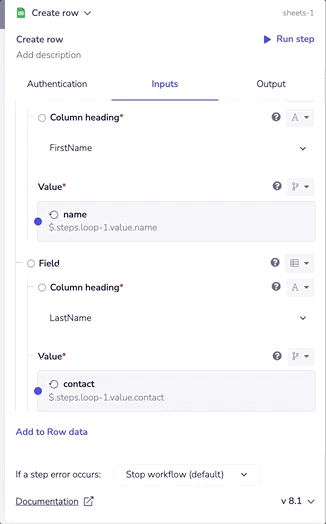 Create row
sheets-1
Create row
Run step
Add description
Authentication
Inputs
Output
Column heading*
A
FirstName
Value*
name
$.steps.loop-1.value.name
Field
Column heading*
A
LastName
Value*
contact
$.steps.loop-1.value.contact
Add to Row data
If a step error occurs:
Stop workflow (default)
Documentation
v 8.1